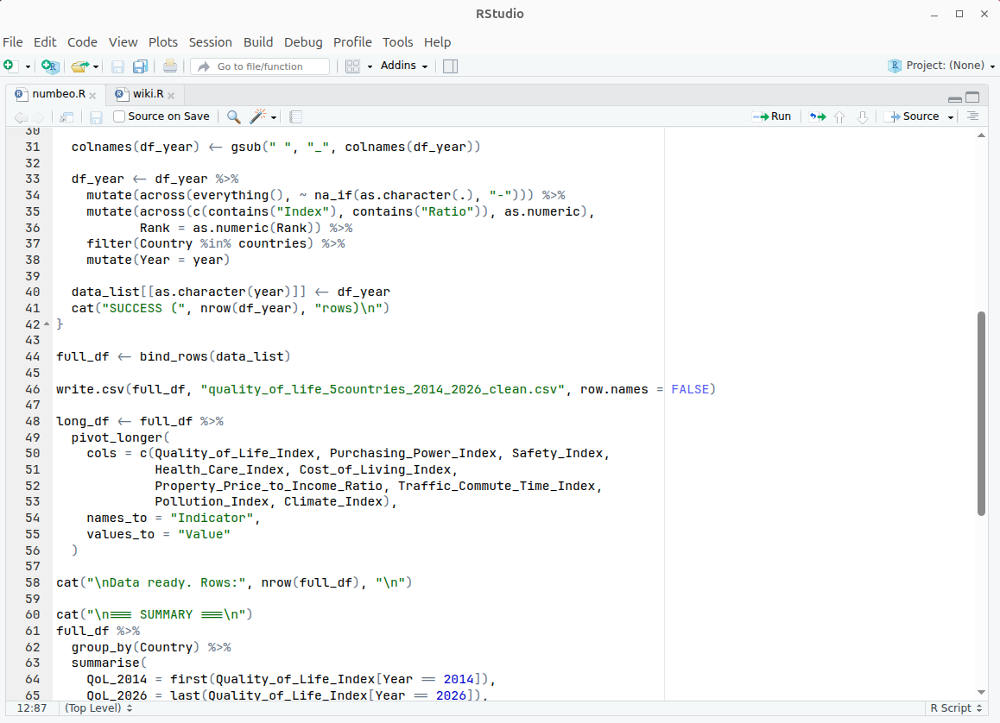 RStudio
File Edit Code View Plots Session Build Debug Profile Tools Help
Go to file/function Addins Project: (None)
numbeo.R wiki.R
Source on Save Run Source
30
31 colnames(df_year) <- gsub(" ", "_", colnames(df_year))
32
33 df_year <- df_year %>%
34 mutate(across(everything(), ~ na_if(as.character(.), "-"))) %>%
35 mutate(across(c(contains("Index"), contains("Ratio")), as.numeric),
36 Rank = as.numeric(Rank)) %>%
37 filter(Country %in% countries) %>%
38 mutate(Year = year)
39
40 data_list[[as.character(year)]] <- df_year
41 cat("SUCCESS (", nrow(df_year), "rows)\n")
42 }
43
44 full_df <- bind_rows(data_list)
45
46 write.csv(full_df, "quality_of_life_5countries_2014_2026_clean.csv", row.names = FALSE)
47
48 long_df <- full_df %>%
49 pivot_longer(
50 cols = c(Quality_of_Life_Index, Purchasing_Power_Index, Safety_Index,
51 Health_Care_Index, Cost_of_Living_Index,
52 Property_Price_to_Income_Ratio, Traffic_Commute_Time_Index,
53 Pollution_Index, Climate_Index),
54 names_to = "Indicator",
55 values_to = "Value"
56 )
57
58 cat("\nData ready. Rows:", nrow(full_df), "\n")
59
60 cat("\n=== SUMMARY ===\n")
61 full_df %>%
62 group_by(Country) %>%
63 summarise(
64 QoL_2014 = first(Quality_of_Life_Index[Year == 2014]),
65 QoL_2026 = last(Quality_of_Life_Index[Year == 2026]),
12:87 (Top Level) R Script